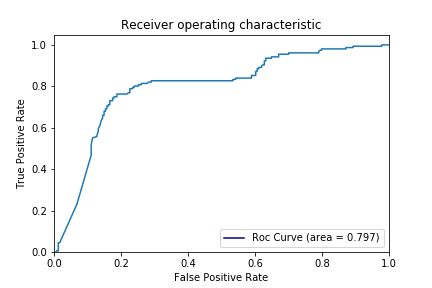 Receiver operating characteristic
True Positive Rate
1.0
0.8
0.6
0.4
0.2
0.0
Roc Curve (area = 0.797)
0.0 0.2 0.4 0.6 0.8 1.0
False Positive Rate